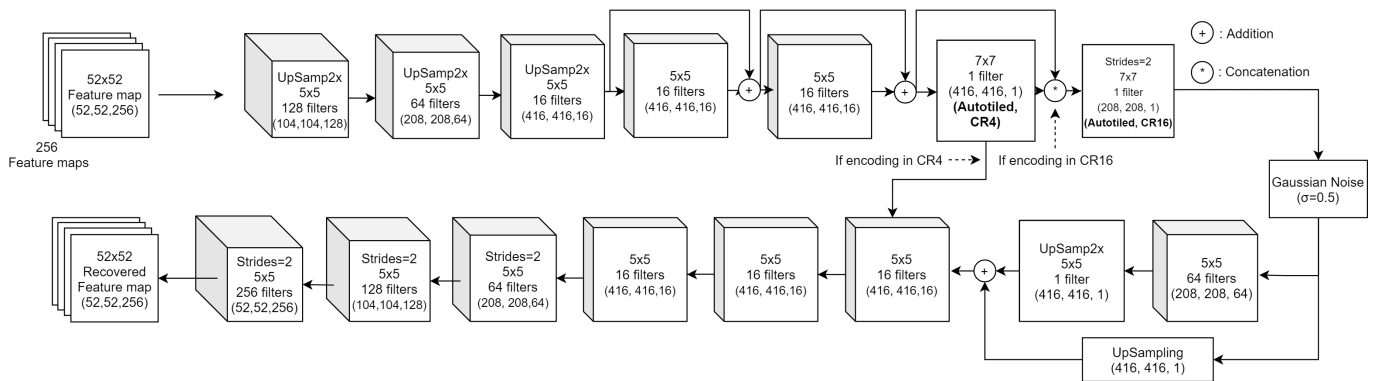 52x52
Feature map
(52,52,256)
256
Feature maps
UpSamp2x
5x5
128 filters
(104,104,128)
UpSamp2x
5x5
64 filters
(208, 208,64)
UpSamp2x
5x5
16 filters
(416, 416,16)
5x5
16 filters
(416, 416,16)
+
5x5
16 filters
(416, 416,16)
+
7x7
1 filter
(416, 416, 1)
(Autotiled,
CR4)
*
Strides=2
7x7
1 filter
(208, 208, 1)
(Autotiled, CR16)
+ : Addition
* : Concatenation
If encoding in CR4
If encoding in CR16
Gaussian Noise
(σ=0.5)
52x52
Recovered
Feature map
(52,52,256)
Strides=2
5x5
256 filters
(52,52,256)
Strides=2
5x5
128 filters
(104,104,128)
Strides=2
5x5
64 filters
(208, 208,64)
5x5
16 filters
(416, 416,16)
5x5
16 filters
(416, 416,16)
5x5
16 filters
(416, 416,16)
+
UpSamp2x
5x5
1 filter
(416, 416, 1)
5x5
64 filters
(208, 208, 64)
UpSampling
(416, 416, 1)